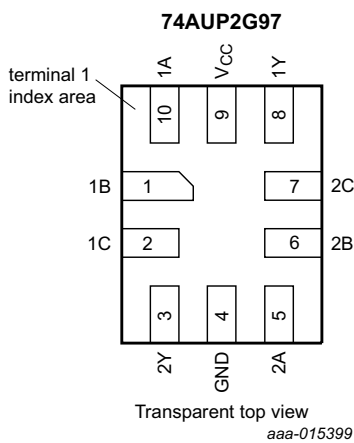 74AUP2G97
terminal 1
index area
1A
VCC
1Y
10
9
8
1B
1
7
2C
1C
2
6
2B
3
4
5
2Y
GND
2A
Transparent top view
aaa-015399